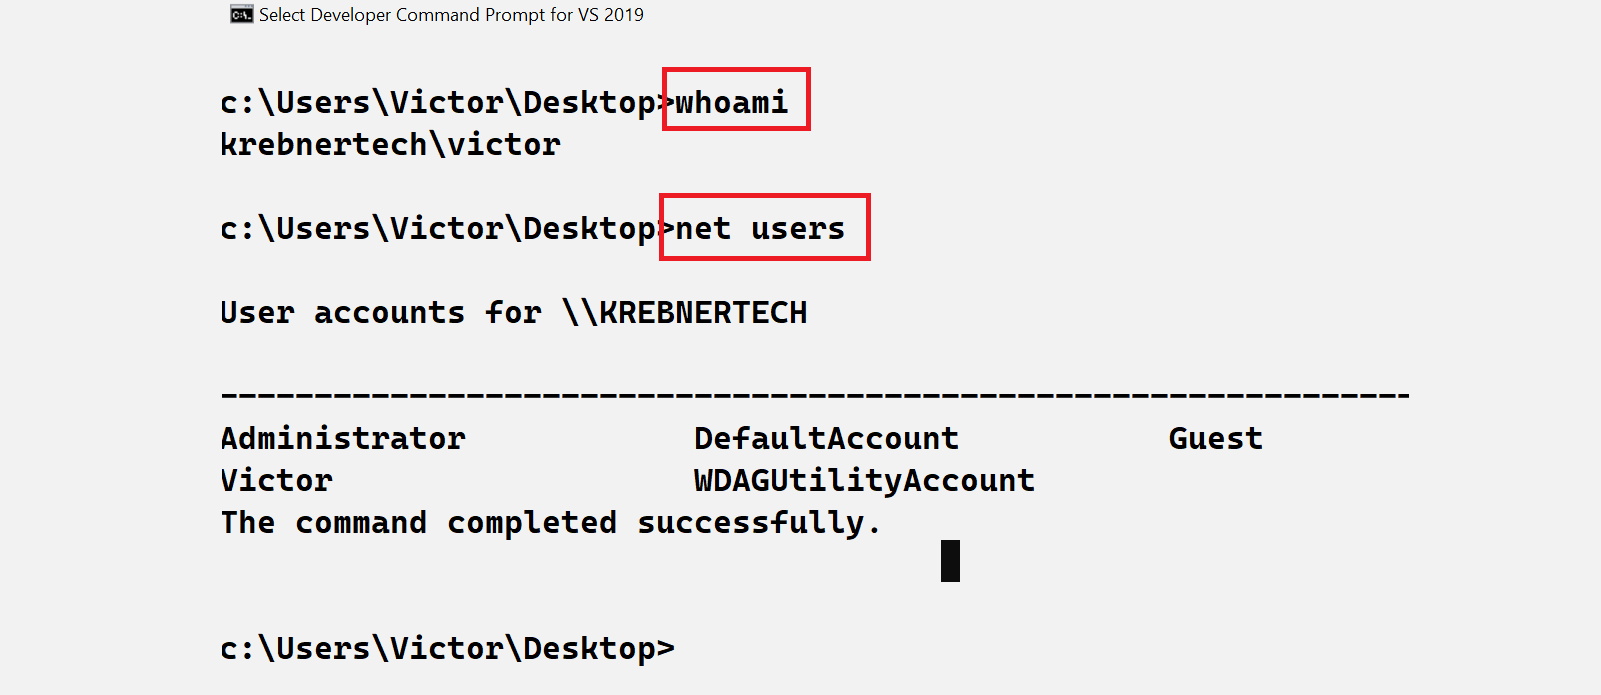 Select Developer Command Prompt for VS 2019
c:\Users\Victor\Desktop>whoami
krebnertech\victor
c:\Users\Victor\Desktop>net users
User accounts for \\KREBNERTECH
---------------------------------------------------------------
Administrator            DefaultAccount           Guest
Victor                   WDAGUtilityAccount
The command completed successfully.
c:\Users\Victor\Desktop>